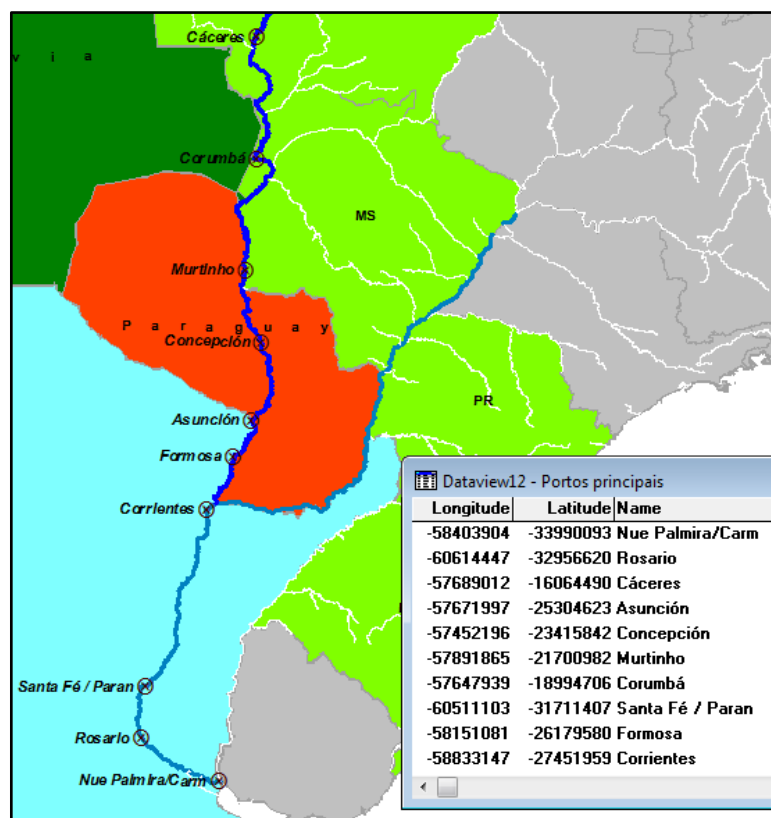 Cáceres
v i a
Corumbá
MS
Murtinho
P a r a g u a y
Concepción
PR
Asunción
Formosa
Corrientes
Santa Fé / Paran
Rosario
Nue Palmira/Carm
Dataview12 - Portos principais
Longitude Latitude Name
-58403904 -33990093 Nue Palmira/Carm
-60614447 -32956620 Rosario
-57689012 -16064490 Cáceres
-57671997 -25304623 Asunción
-57452196 -23415842 Concepción
-57891865 -21700982 Murtinho
-57647939 -18994706 Corumbá
-60511103 -31711407 Santa Fé / Paran
-58151081 -26179580 Formosa
-58833147 -27451959 Corrientes